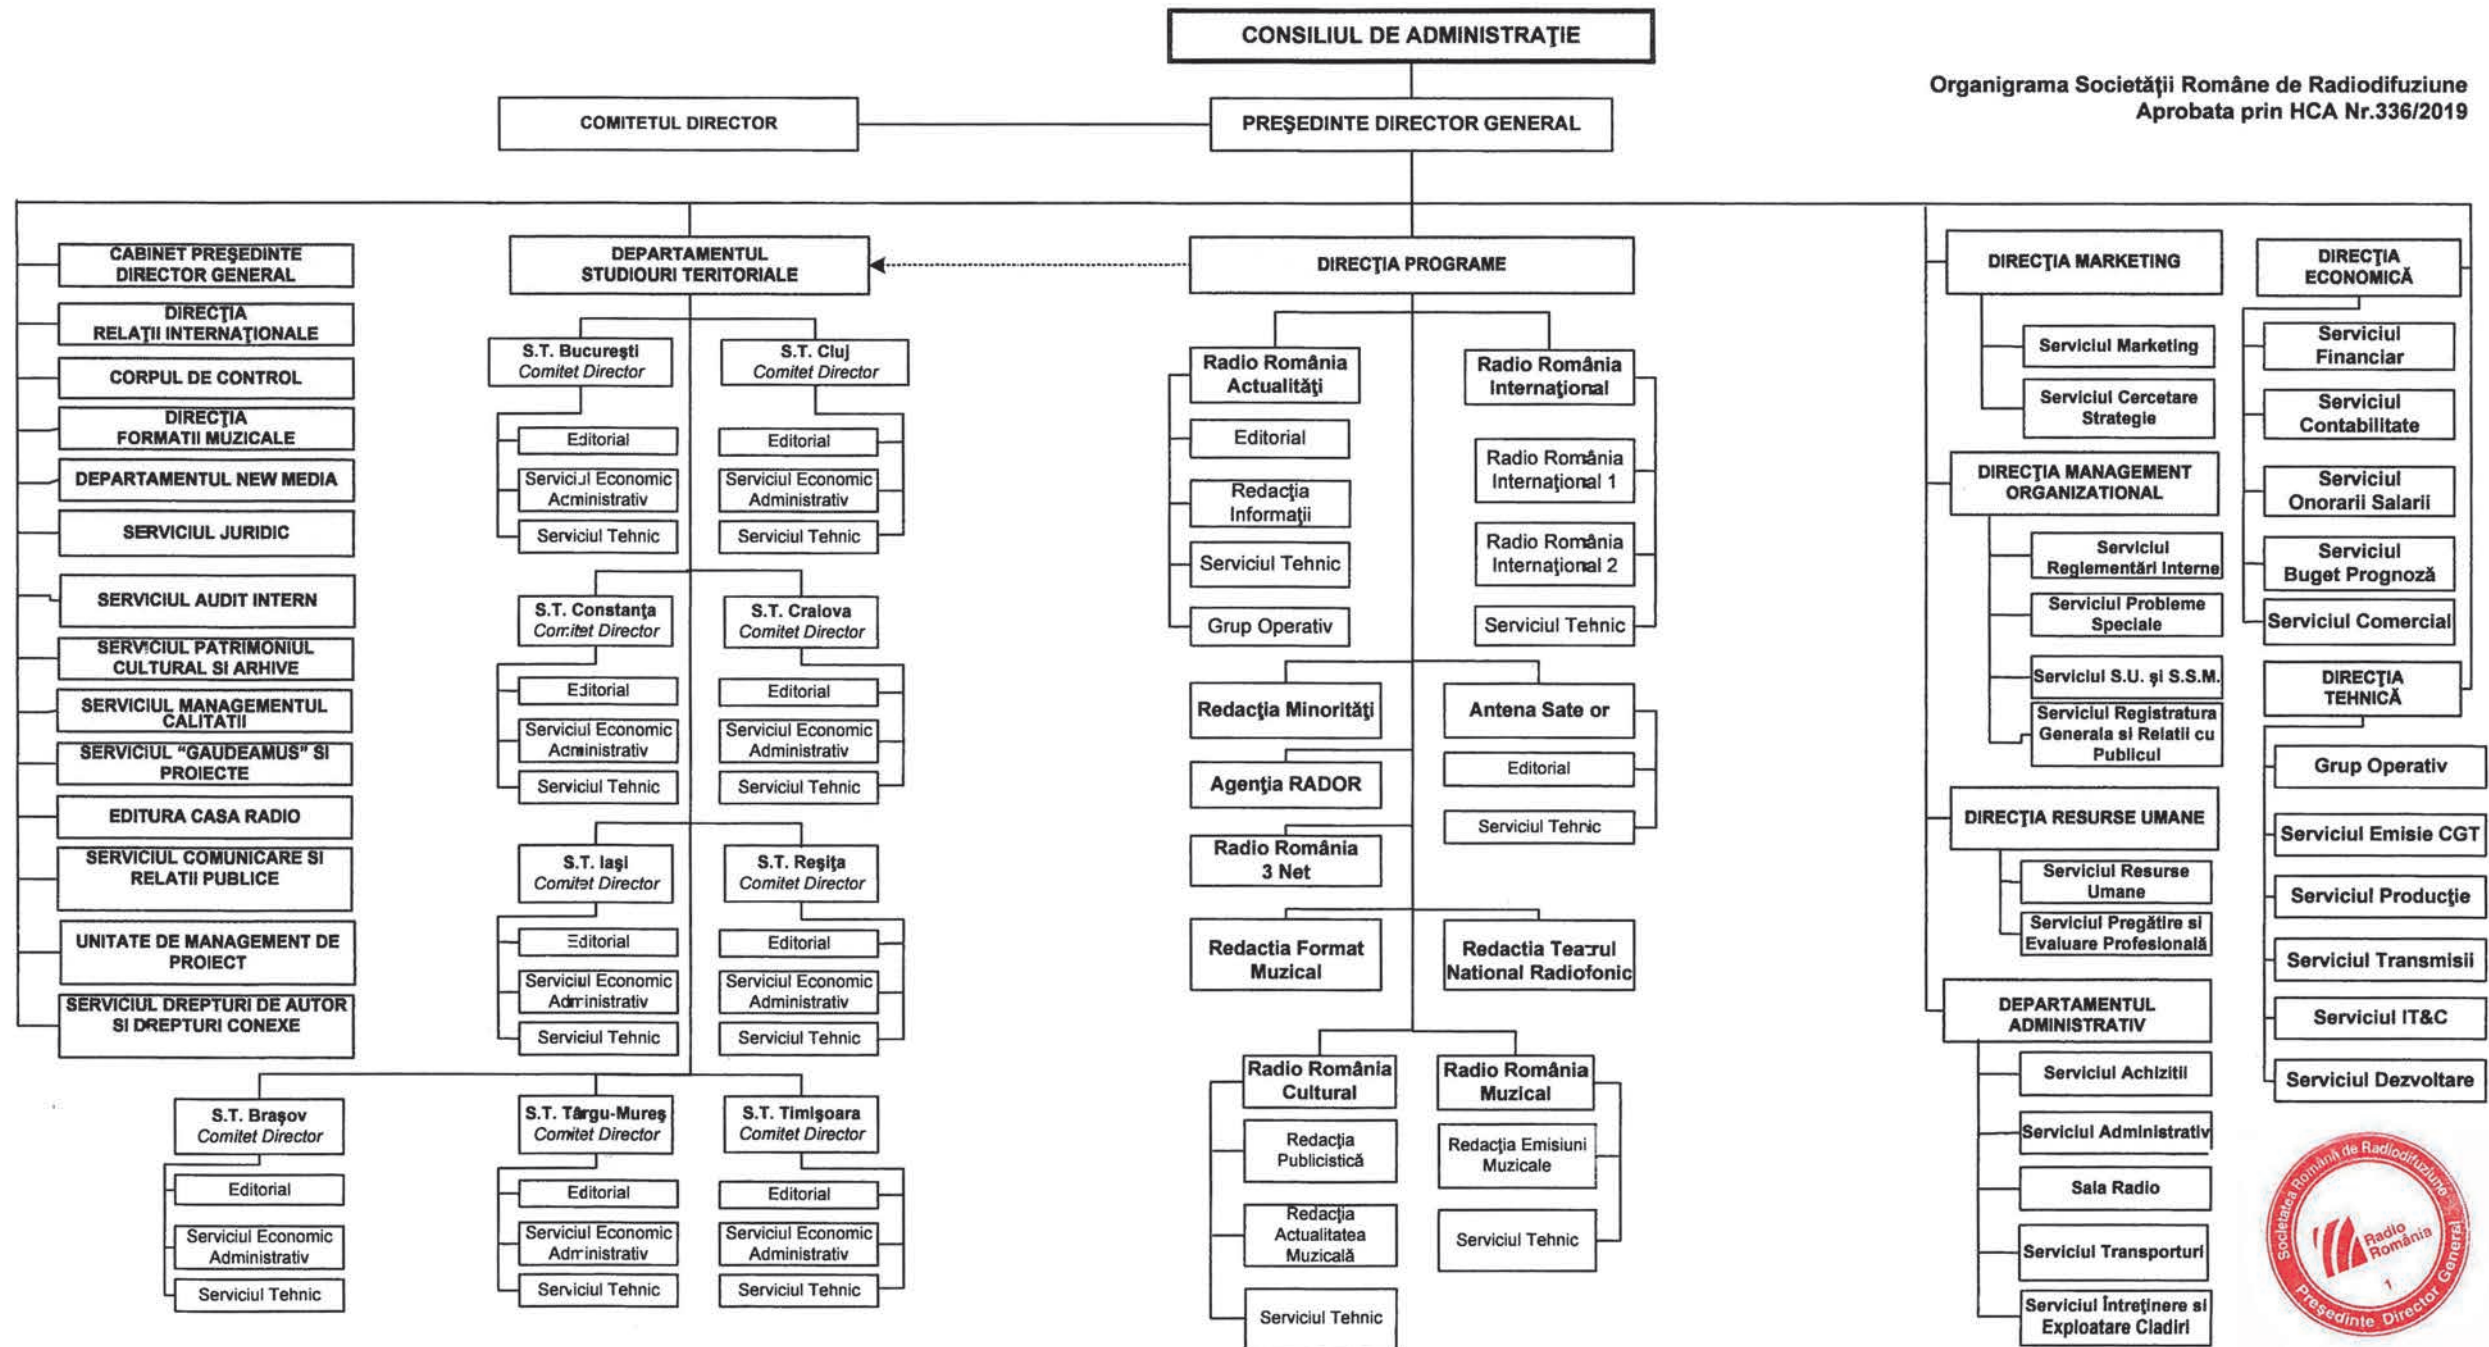 CONSILIUL DE ADMINISTRAŢIE
Organigrama Societăţii Române de Radiodifuziune
Aprobata prin HCA Nr.336/2019
COMITETUL DIRECTOR
PREŞEDINTE DIRECTOR GENERAL
CABINET PREŞEDINTE
DIRECTOR GENERAL
DIRECŢIA
RELAŢII INTERNAŢIONALE
CORPUL DE CONTROL
DIRECŢIA
FORMATII MUZICALE
DEPARTAMENTUL NEW MEDIA
SERVICIUL JURIDIC
SERVICIUL AUDIT INTERN
SERVICIUL PATRIMONIUL
CULTURAL SI ARHIVE
SERVICIUL MANAGEMENTUL
CALITATII
SERVICIUL "GAUDEAMUS" SI
PROIECTE
EDITURA CASA RADIO
SERVICIUL COMUNICARE SI
RELATII PUBLICE
UNITATE DE MANAGEMENT DE
PROIECT
SERVICIUL DREPTURI DE AUTOR
SI DREPTURI CONEXE
DEPARTAMENTUL
STUDIOURI TERITORIALE
S.T. Bucureşti
Comitet Director
Editorial
Serviciul Economic
Administrativ
Serviciul Tehnic
S.T. Cluj
Comitet Director
Editorial
Serviciul Economic
Administrativ
Serviciul Tehnic
S.T. Constanţa
Comitet Director
Editorial
Serviciul Economic
Administrativ
Serviciul Tehnic
S.T. Craiova
Comitet Director
Editorial
Serviciul Economic
Administrativ
Serviciul Tehnic
S.T. Iaşi
Comitet Director
Editorial
Serviciul Economic
Administrativ
Serviciul Tehnic
S.T. Reşiţa
Comitet Director
Editorial
Serviciul Economic
Administrativ
Serviciul Tehnic
S.T. Braşov
Comitet Director
Editorial
Serviciul Economic
Administrativ
Serviciul Tehnic
S.T. Târgu-Mureş
Comitet Director
Editorial
Serviciul Economic
Administrativ
Serviciul Tehnic
S.T. Timişoara
Comitet Director
Editorial
Serviciul Economic
Administrativ
Serviciul Tehnic
DIRECŢIA PROGRAME
Radio România
Actualităţi
Editorial
Redacţia
Informaţii
Serviciul Tehnic
Grup Operativ
Radio România
Internaţional
Radio România
Internaţional 1
Radio România
Internaţional 2
Serviciul Tehnic
Redacţia Minorităţi
Antena Sate or
Editorial
Serviciul Tehnic
Agenţia RADOR
Radio România
3 Net
Redactia Format
Muzical
Redactia Teatrul
National Radiofonic
Radio România
Cultural
Redacţia
Publicistică
Redacţia
Actualitatea
Muzicală
Serviciul Tehnic
Radio România
Muzical
Redacţia Emisiuni
Muzicale
Serviciul Tehnic
DIRECŢIA MARKETING
Serviciul Marketing
Serviciul Cercetare
Strategie
DIRECŢIA MANAGEMENT
ORGANIZATIONAL
Serviciul
Reglementări Interne
Serviciul Probleme
Speciale
Serviciul S.U. şi S.S.M.
Serviciul Registratura
Generala si Relatii cu
Publicul
DIRECŢIA RESURSE UMANE
Serviciul Resurse
Umane
Serviciul Pregătire si
Evaluare Profesională
DEPARTAMENTUL
ADMINISTRATIV
Serviciul Achizitii
Serviciul Administrativ
Sala Radio
Serviciul Transporturi
Serviciul Întreţinere si
Exploatare Cladiri
DIRECŢIA
ECONOMICĂ
Serviciul
Financiar
Serviciul
Contabilitate
Serviciul
Onorarii Salarii
Serviciul
Buget Prognoză
Serviciul Comercial
DIRECŢIA
TEHNICĂ
Grup Operativ
Serviciul Emisie CGT
Serviciul Producţie
Serviciul Transmisii
Serviciul IT&C
Serviciul Dezvoltare
Societatea Română de Radiodifuziune
Radio
România
1
Preşedinte Director General